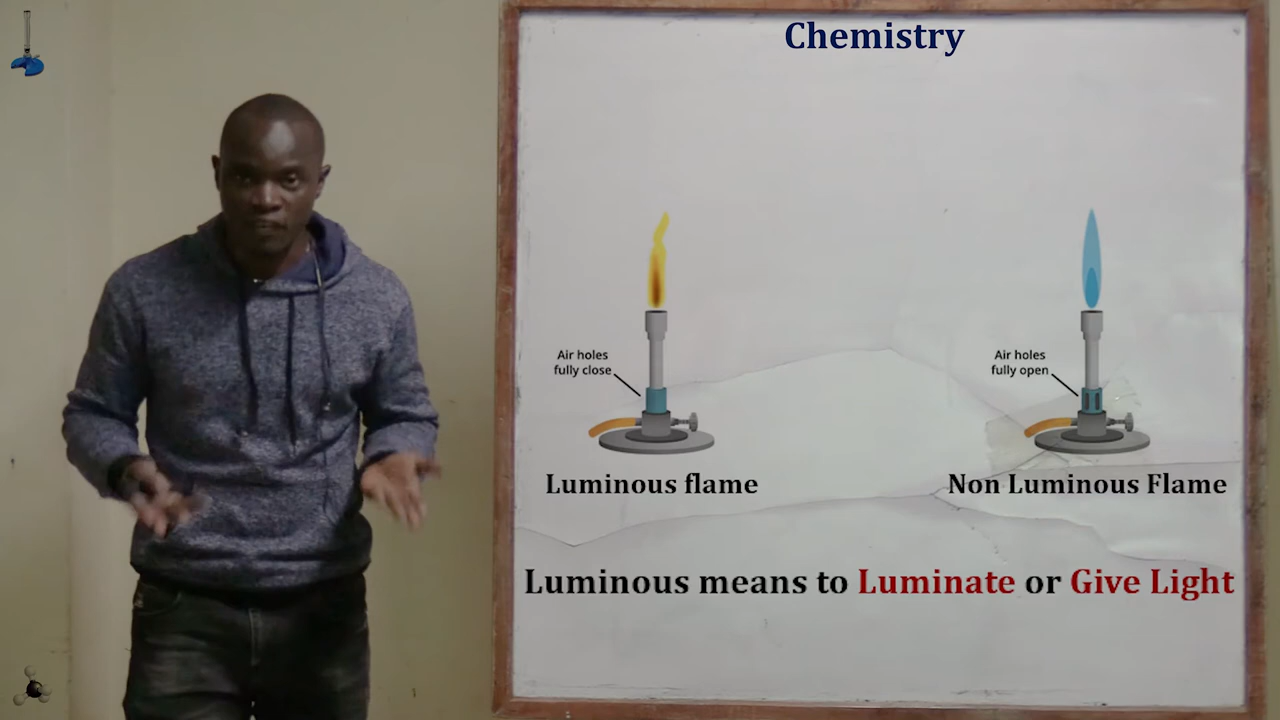 Chemistry
Air holes
fully close
Air holes
fully open
Luminous flame
Non Luminous Flame
Luminous means to Luminate or Give Light